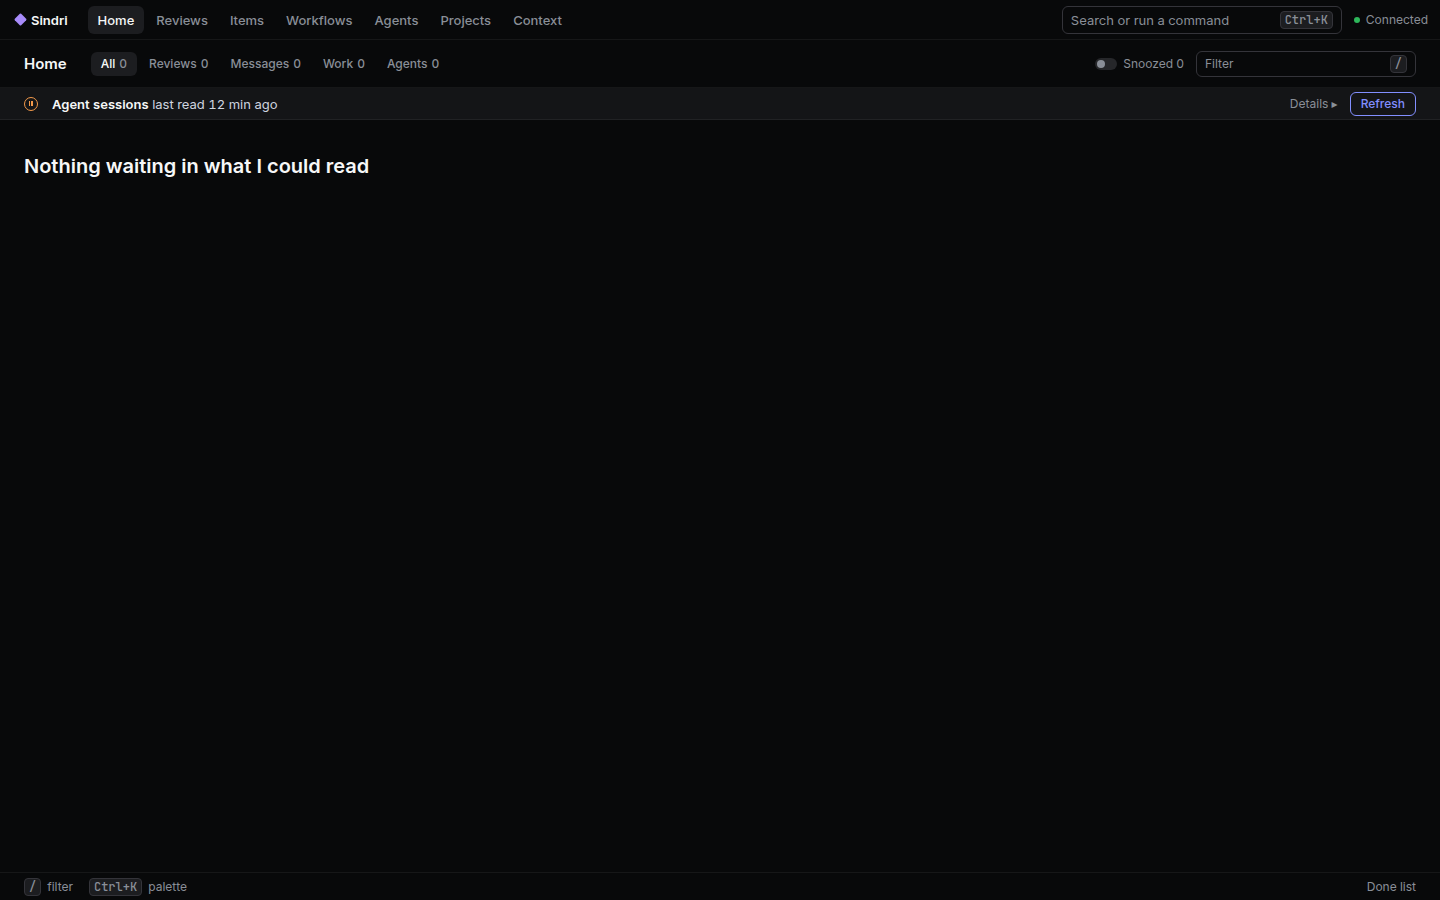 Sindri Home Reviews Items Workflows Agents Projects Context Search or run a command Ctrl+K Connected
Home All 0 Reviews 0 Messages 0 Work 0 Agents 0 Snoozed 0 Filter /
Agent sessions last read 12 min ago Details ▸ Refresh
Nothing waiting in what I could read
/ filter Ctrl+K palette Done list